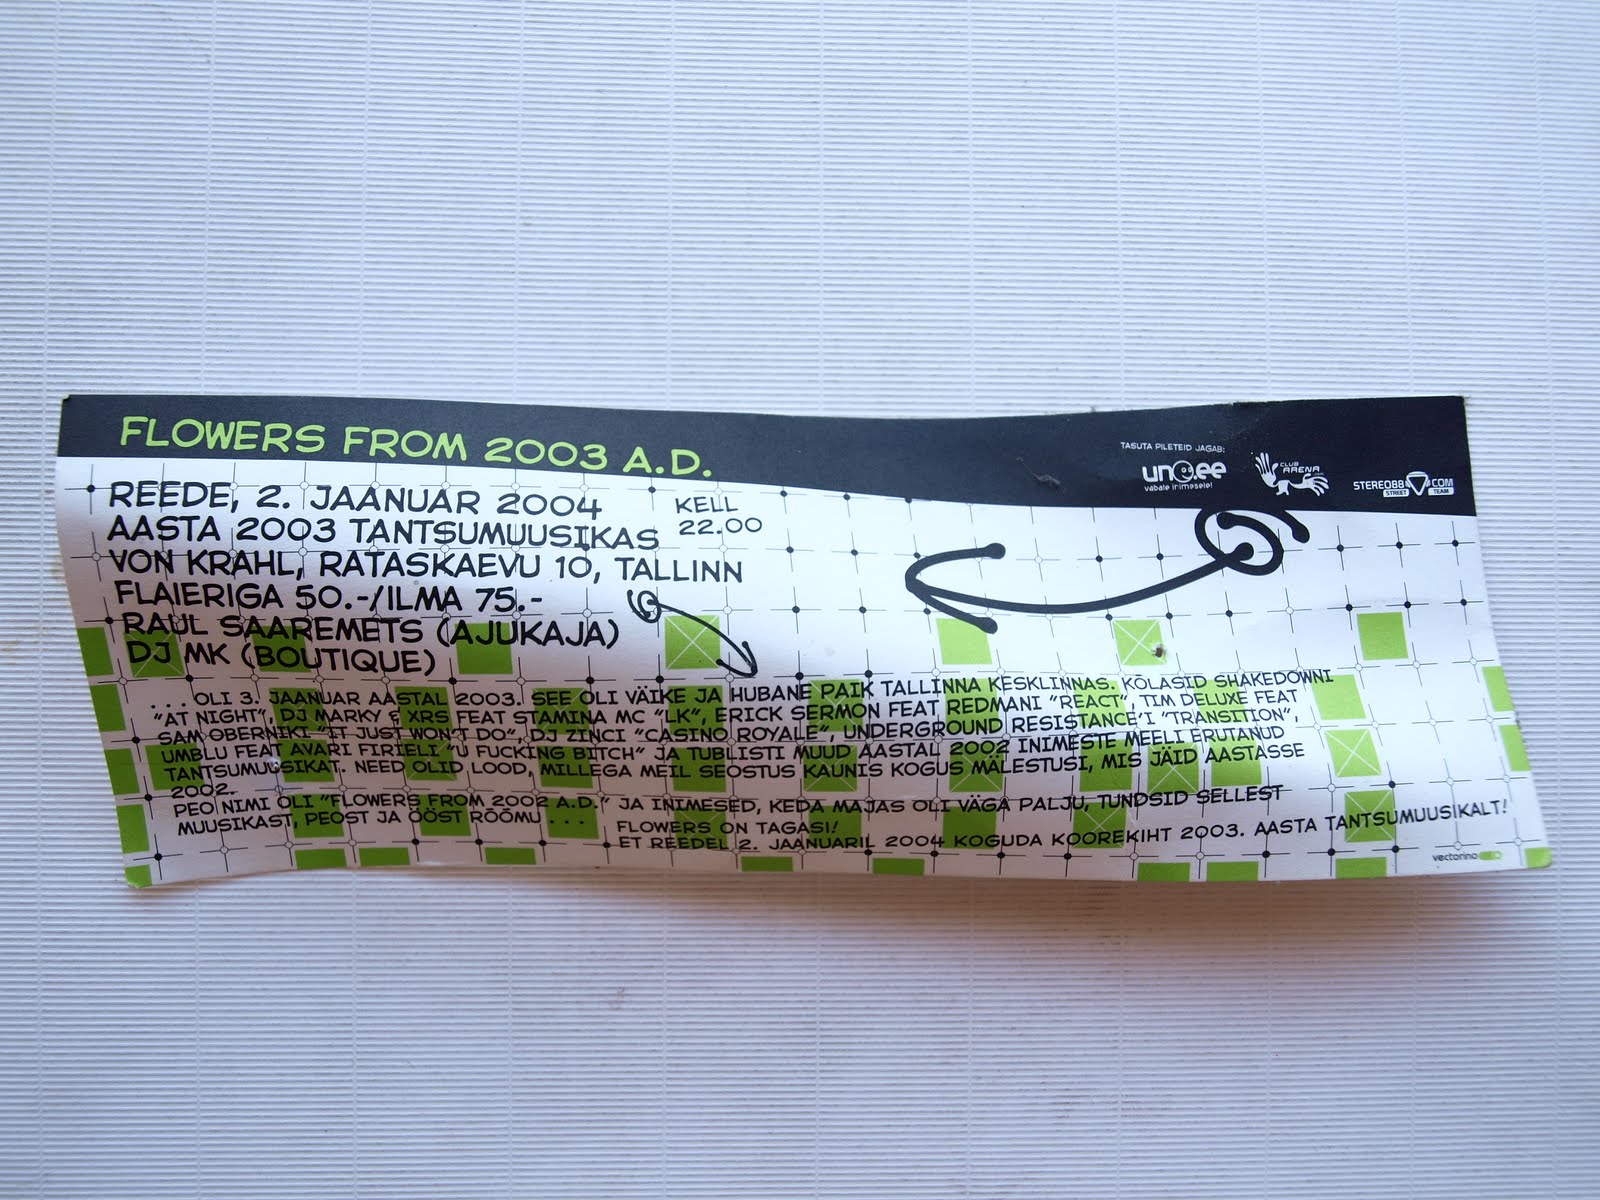 FLOWERS FROM 2003 A.D.
TASUTA PILETEID JAGAB:
vabale inimesele!
CLUB ARENA
STEREO88 COM
STREET TEAM
REEDE, 2. JAANUAR 2004
KELL
22.00
AASTA 2003 TANTSUMUUSIKAS
VON KRAHL, RATASKAEVU 10, TALLINN
FLAIERIGA 50.-/ILMA 75.-
RAUL SAAREMETS (AJUKAJA)
DJ MK (BOUTIQUE)
. . . OLI 3. JAANUAR AASTAL 2003. SEE OLI VÄIKE JA HUBANE PAIK TALLINNA KESKLINNAS. KÕLASID SHAKEDOWNI
"AT NIGHT", DJ MARKY & XRS FEAT STAMINA MC "LK", ERICK SERMON FEAT REDMANI "REACT", TIM DELUXE FEAT
SAM OBERNIKI "IT JUST WON'T DO", DJ ZINCI "CASINO ROYALE", UNDERGROUND RESISTANCE'I "TRANSITION",
UMBLU FEAT AVARI FIRIELI "U FUCKING BITCH" JA TUBLISTI MUUD AASTAL 2002 INIMESTE MEELI ERUTANUD
TANTSUMUUSIKAT. NEED OLID LOOD, MILLEGA MEIL SEOSTUS KAUNIS KOGUS MÄLESTUSI, MIS JÄID AASTASSE
2002.
PEO NIMI OLI "FLOWERS FROM 2002 A.D." JA INIMESED, KEDA MAJAS OLI VÄGA PALJU, TUNDSID SELLEST
MUUSIKAST, PEOST JA ÖÖST RÕÕMU . . .
FLOWERS ON TAGASI!
ET REEDEL 2. JAANUARIL 2004 KOGUDA KOOREKIHT 2003. AASTA TANTSUMUUSIKALT!
vectorino